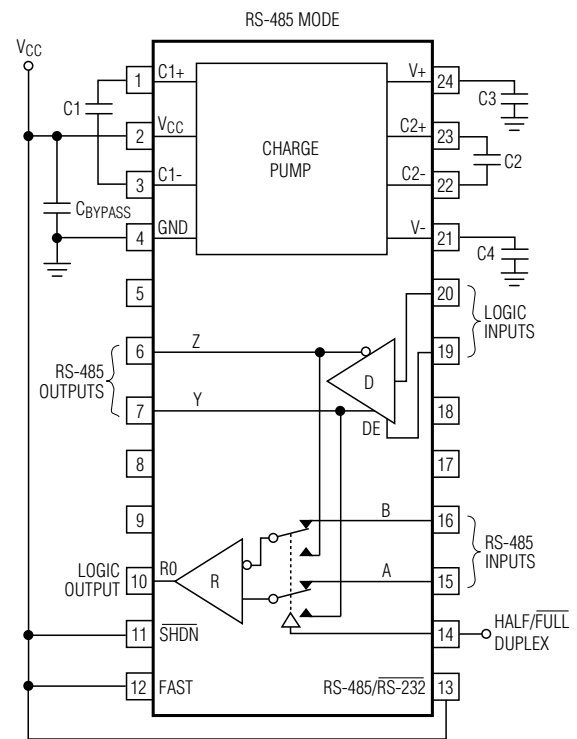 RS-485 MODE
VCC
1 C1+
C1
2 VCC
3 C1-
CBYPASS
4 GND
CHARGE
PUMP
V+ 24
C3
C2+ 23
C2
C2- 22
V- 21
C4
5
20
LOGIC
INPUTS
19
6 Z
RS-485
OUTPUTS
7 Y
D
DE
18
8
17
9
B 16
RS-485
INPUTS
A 15
LOGIC
OUTPUT
10 RO
R
14 HALF/FULL
DUPLEX
11 SHDN
12 FAST
RS-485/RS-232 13